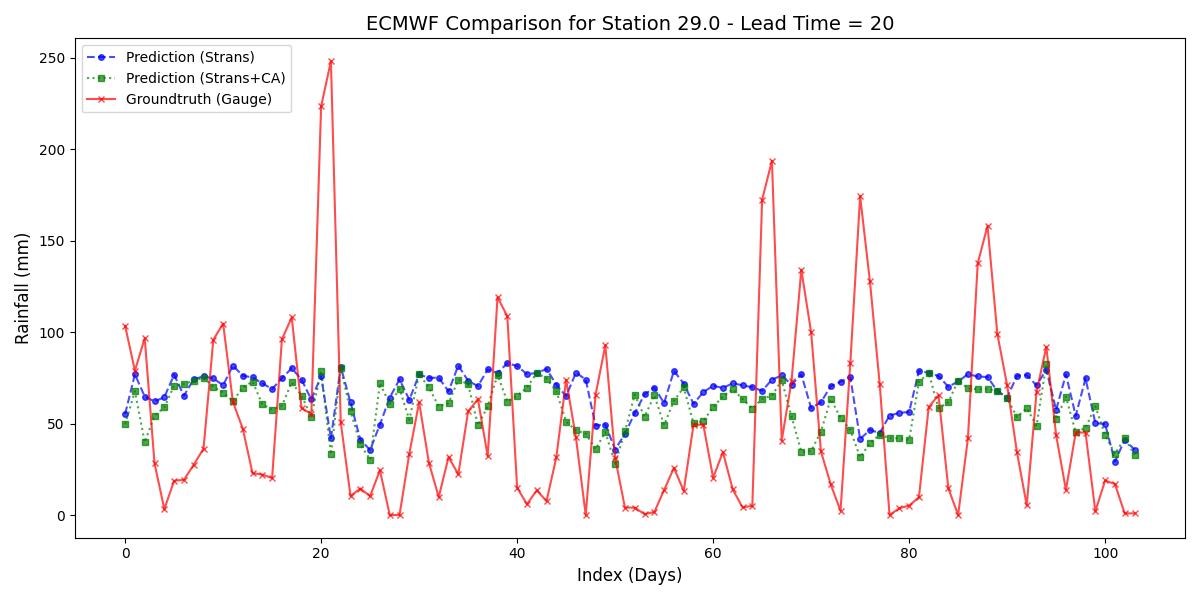 ECMWF Comparison for Station 29.0 - Lead Time = 20
Prediction (Strans)
Prediction (Strans+CA)
Groundtruth (Gauge)
Rainfall (mm)
250
200
150
100
50
0
0 20 40 60 80 100
Index (Days)